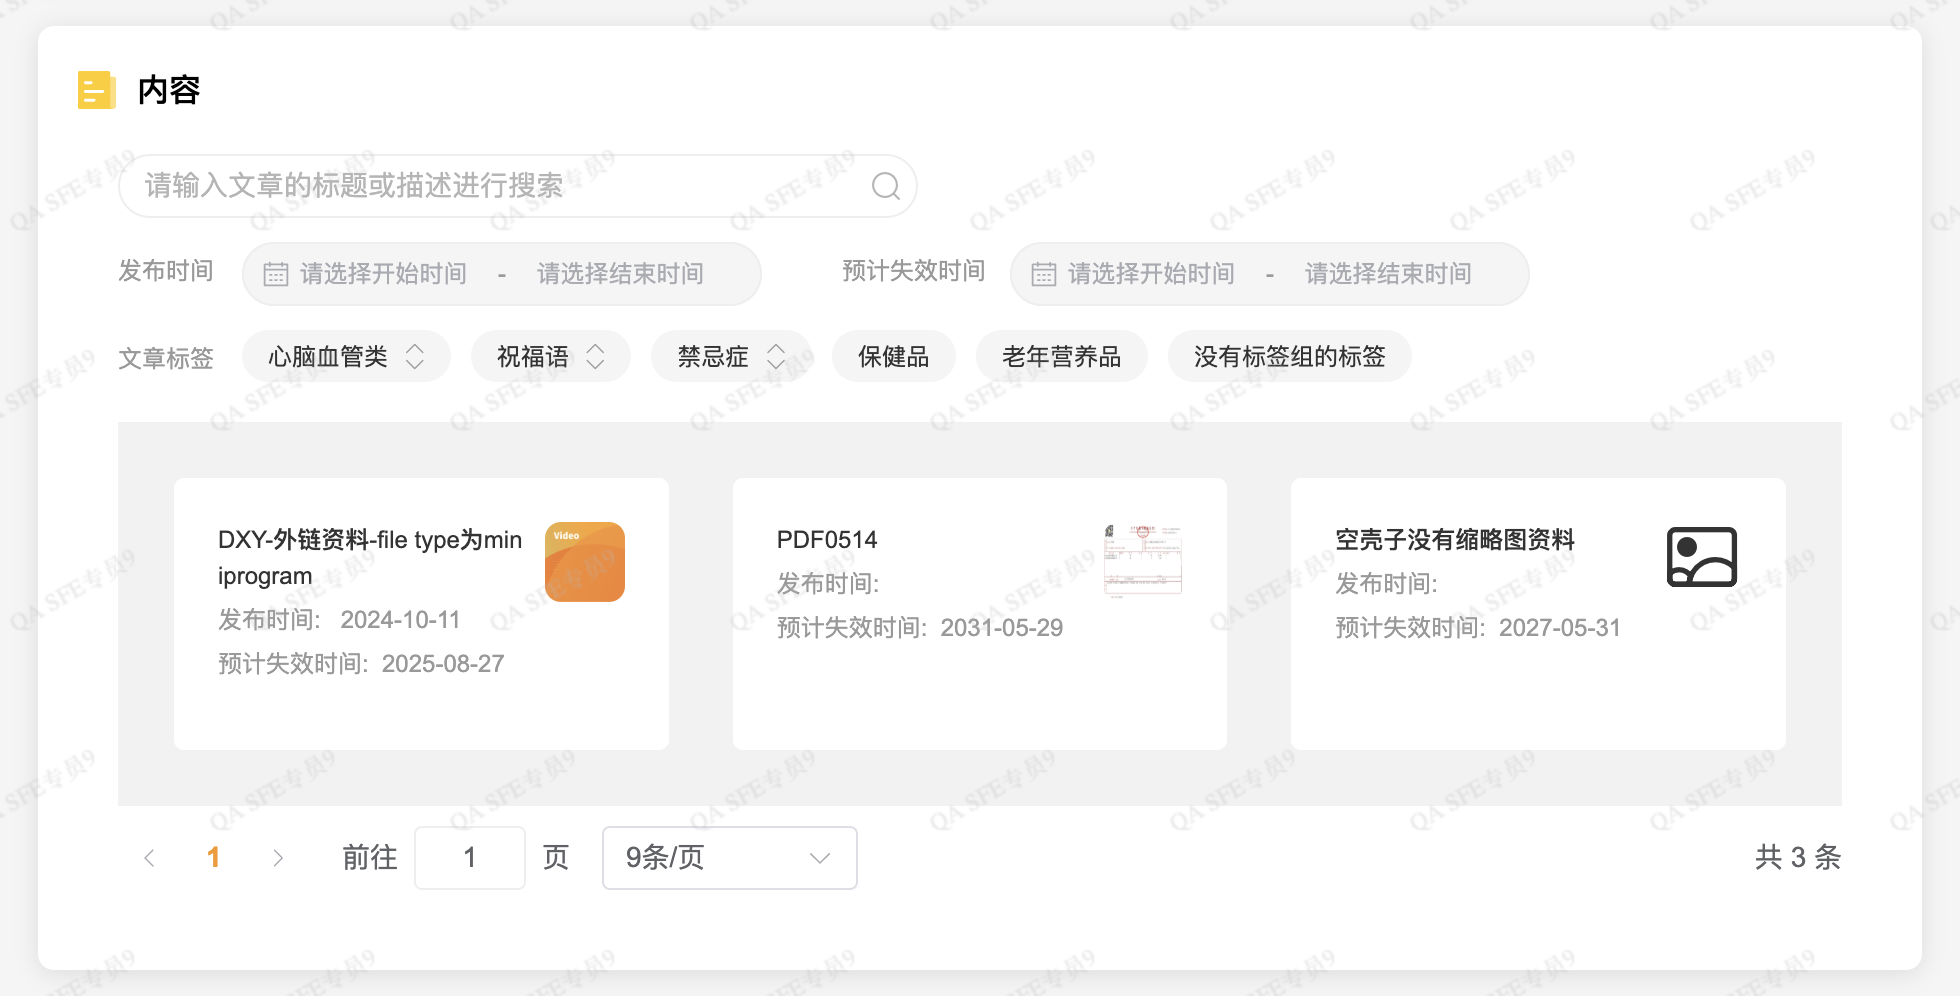 内容
请输入文章的标题或描述进行搜索
发布时间 请选择开始时间 - 请选择结束时间 预计失效时间 请选择开始时间 - 请选择结束时间
文章标签 心脑血管类 祝福语 禁忌症 保健品 老年营养品 没有标签组的标签
DXY-外链资料-file type为min
iprogram
发布时间: 2024-10-11
预计失效时间: 2025-08-27
Video
PDF0514
发布时间:
预计失效时间: 2031-05-29
空壳子没有缩略图资料
发布时间:
预计失效时间: 2027-05-31
1 前往 1 页 9条/页 共 3 条
QA SFE专员9